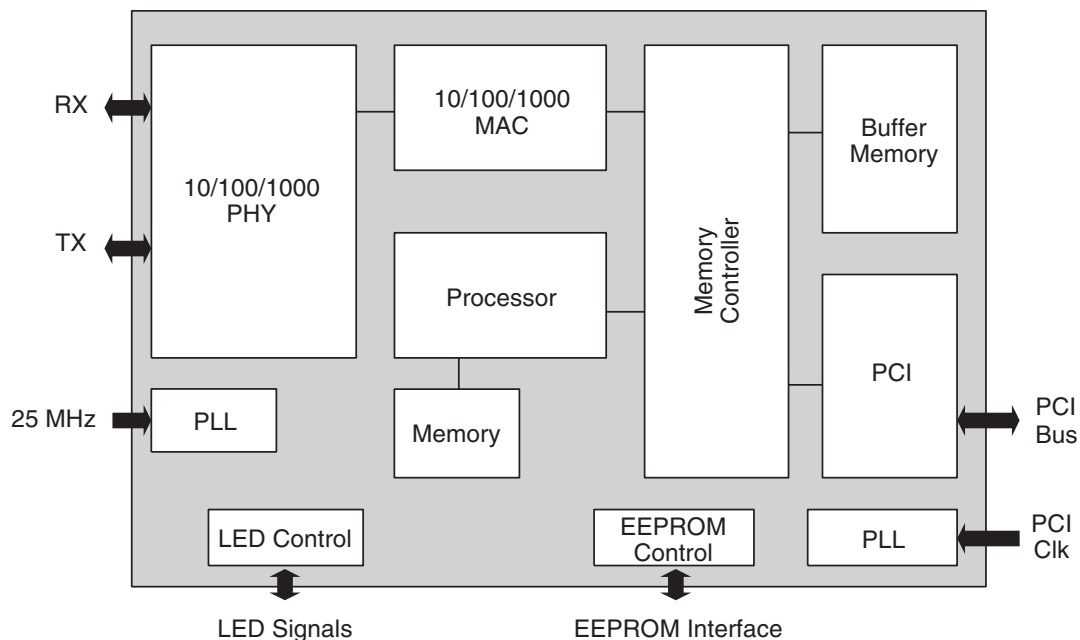 RX
TX
25 MHz
10/100/1000
PHY
10/100/1000
MAC
Processor
Memory
Memory
Controller
Buffer
Memory
PCI
PCI
Bus
PLL
LED Control
EEPROM
Control
PLL
PCI
Clk
LED Signals
EEPROM Interface